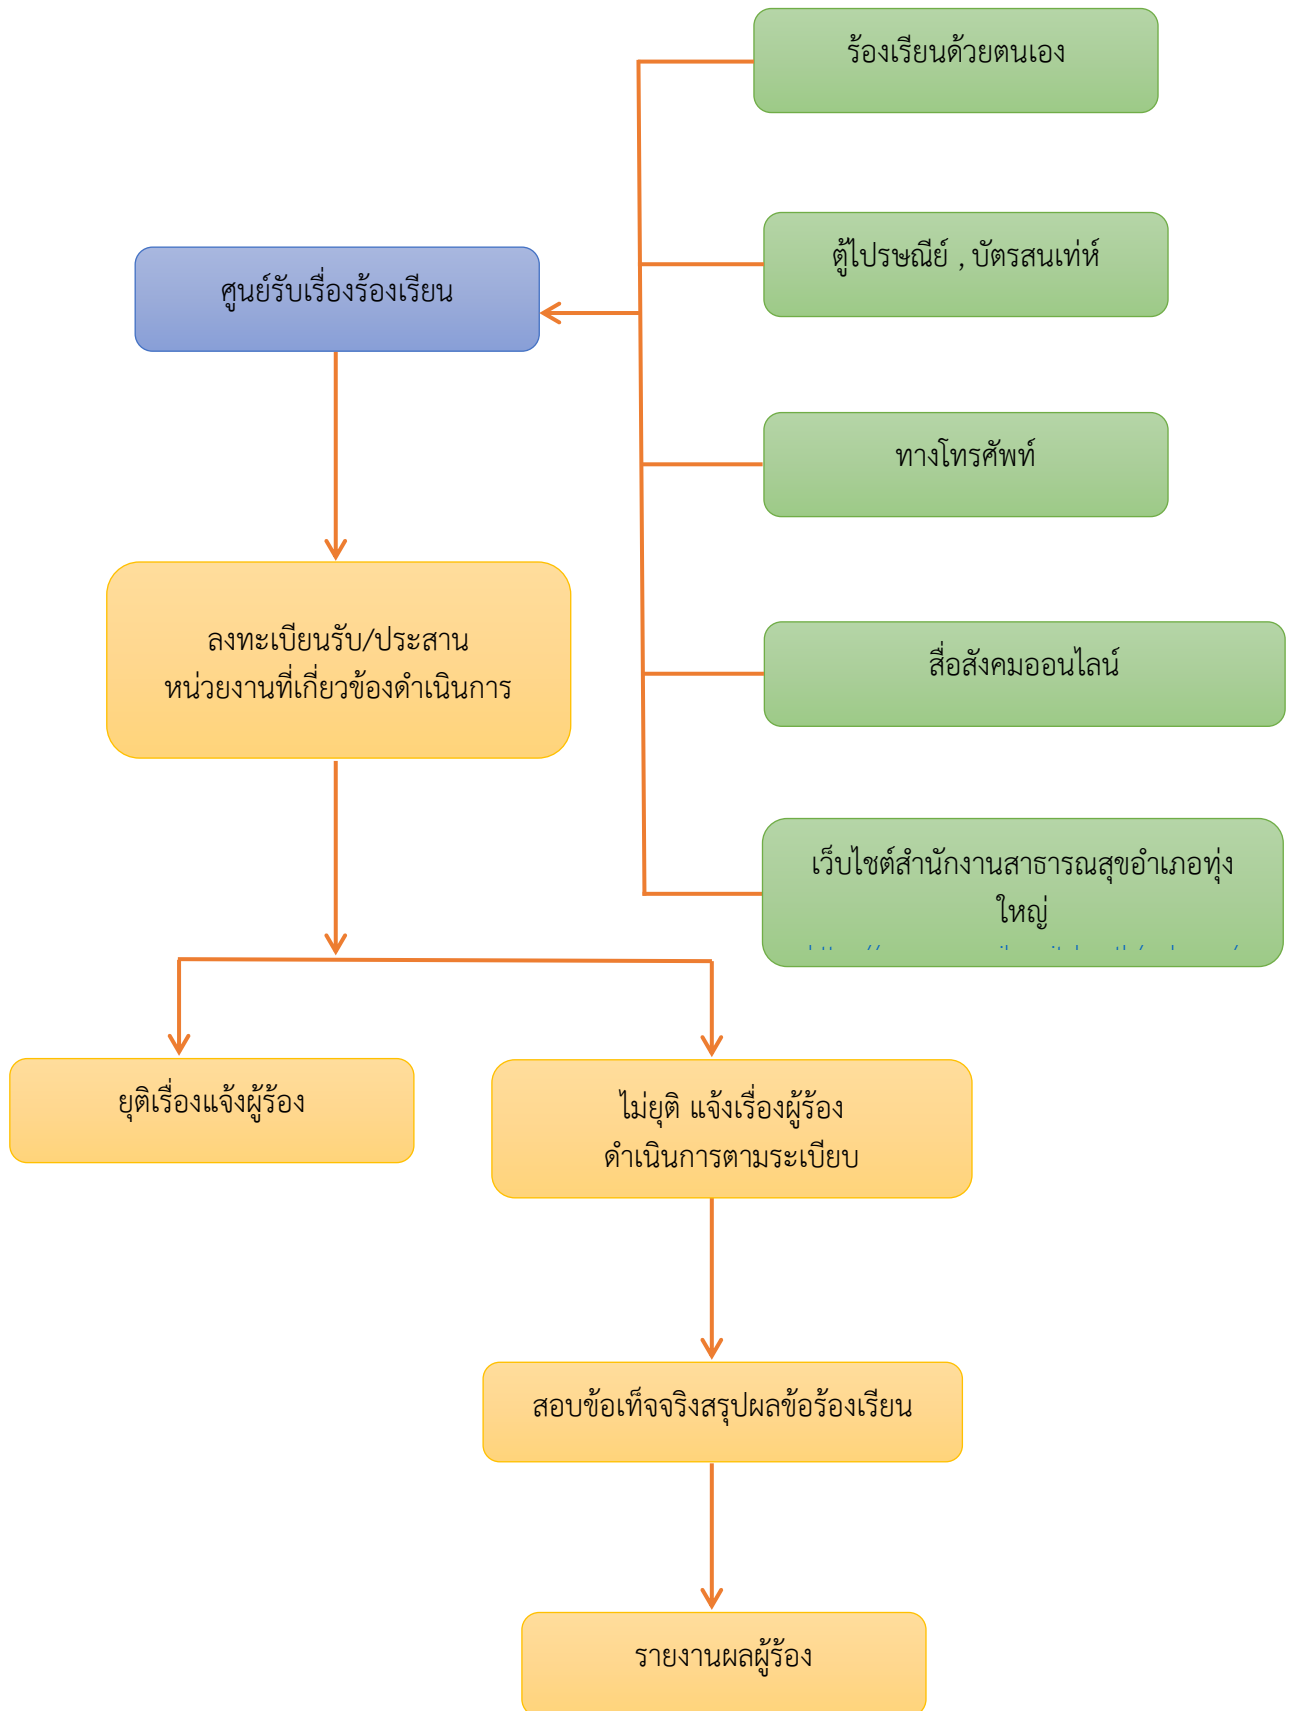 ร้องเรียนด้วยตนเอง
ตู้ไปรษณีย์ , บัตรสนเท่ห์
ศูนย์รับเรื่องร้องเรียน
ทางโทรศัพท์
ลงทะเบียนรับ/ประสาน
หน่วยงานที่เกี่ยวข้องดำเนินการ
สื่อสังคมออนไลน์
เว็บไซต์สำนักงานสาธารณสุขอำเภอทุ่ง
ใหญ่
ยุติเรื่องแจ้งผู้ร้อง
ไม่ยุติ แจ้งเรื่องผู้ร้อง
ดำเนินการตามระเบียบ
สอบข้อเท็จจริงสรุปผลข้อร้องเรียน
รายงานผลผู้ร้อง